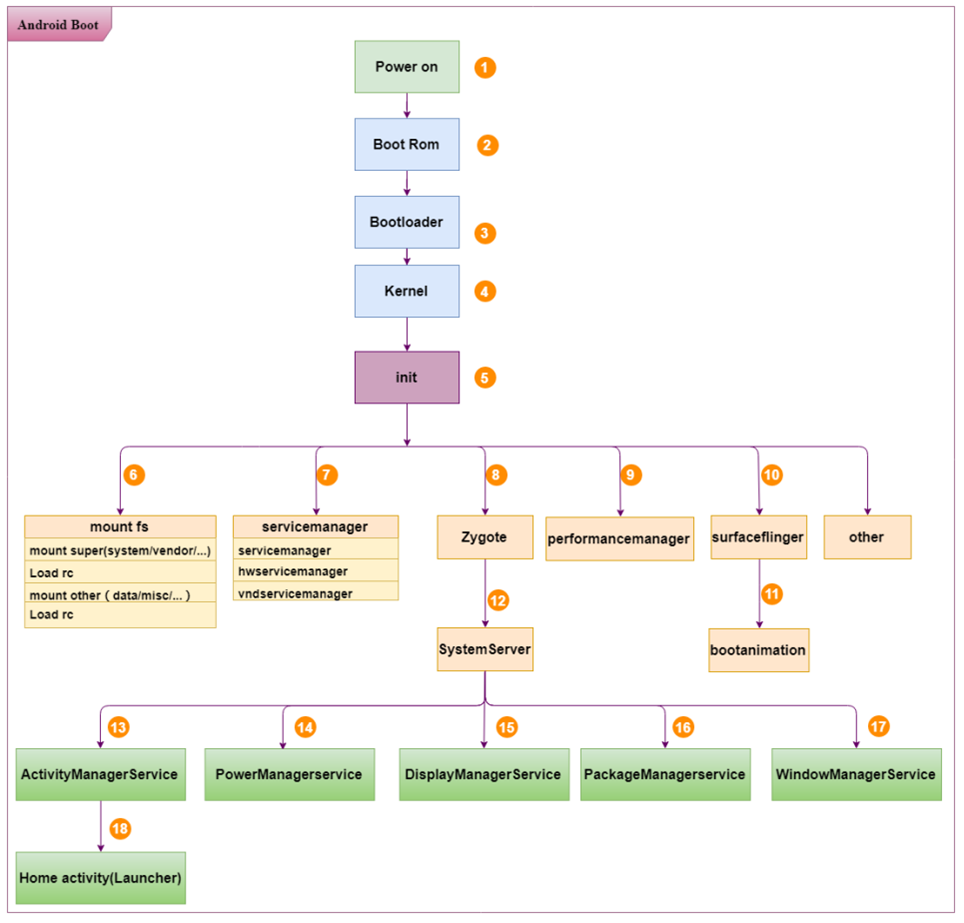 Android Boot
Power on
1
Boot Rom
2
Bootloader
3
Kernel
4
init
5
6
7
8
9
10
mount fs
mount super(system/vendor/...)
Load rc
mount other ( data/misc/... )
Load rc
servicemanager
servicemanager
hwservicemanager
vndservicemanager
Zygote
performancemanager
surfaceflinger
other
12
11
SystemServer
bootanimation
13
14
15
16
17
ActivityManagerService
PowerManagerservice
DisplayManagerService
PackageManagerservice
WindowManagerService
18
Home activity(Launcher)